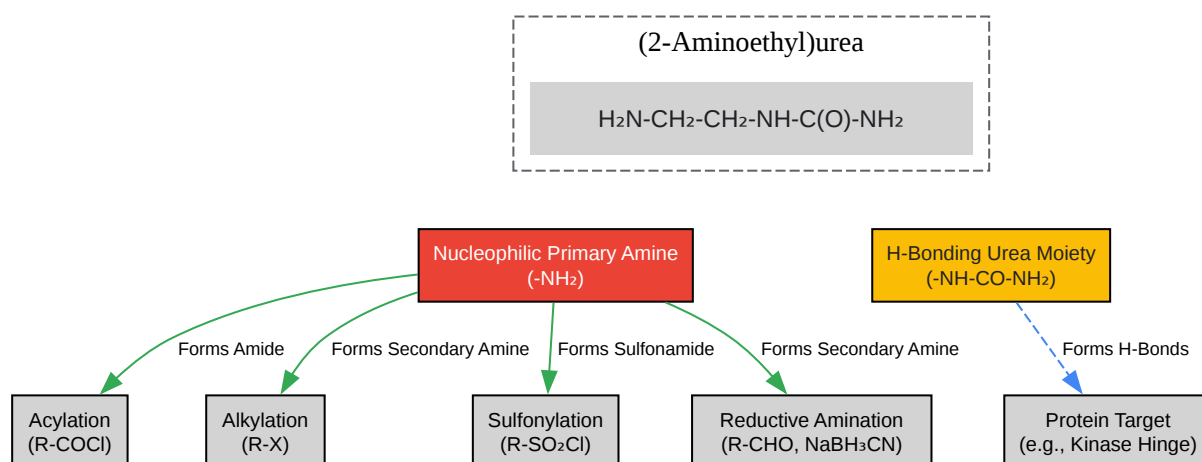 (2-Aminoethyl)urea
H₂N-CH₂-CH₂-NH-C(O)-NH₂
Nucleophilic Primary Amine
(-NH₂)
H-Bonding Urea Moiety
(-NH-CO-NH₂)
Forms Amide
Forms Secondary Amine
Forms Sulfonamide
Forms Secondary Amine
Forms H-Bonds
Acylation
(R-COCl)
Alkylation
(R-X)
Sulfonylation
(R-SO₂Cl)
Reductive Amination
(R-CHO, NaBH₃CN)
Protein Target
(e.g., Kinase Hinge)